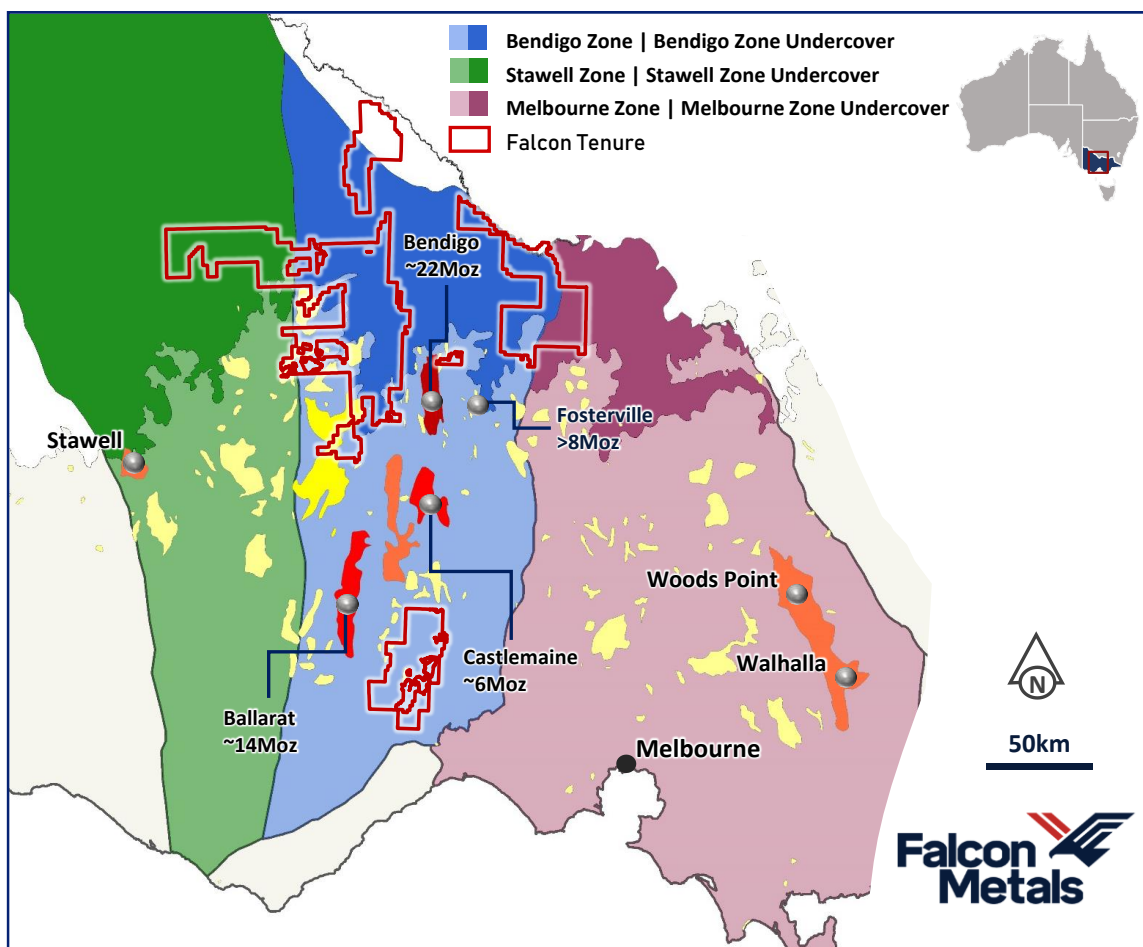 Bendigo Zone | Bendigo Zone Undercover
Stawell Zone | Stawell Zone Undercover
Melbourne Zone | Melbourne Zone Undercover
Falcon Tenure
Bendigo
~22Moz
Fosterville
>8Moz
Stawell
Woods Point
Walhalla
Castlemaine
~6Moz
Ballarat
~14Moz
Melbourne
N
50km
Falcon
Metals